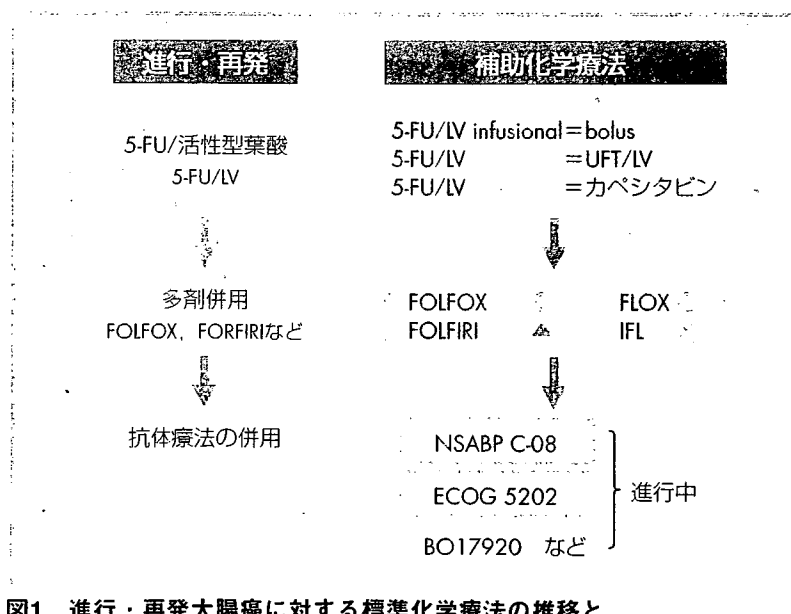 進行・再発
5-FU/活性型葉酸
5-FU/LV
多剤併用
FOLFOX, FORFIRIなど
抗体療法の併用
補助化学療法
5-FU/LV infusional=bolus
5-FU/LV =UFT/LV
5-FU/LV =カペシタビン
FOLFOX FLOX
FOLFIRI IFL
NSABP C-08
ECOG 5202
BO17920 など
進行中
図1 進行・再発大腸癌に対する標準化学療法の推移と